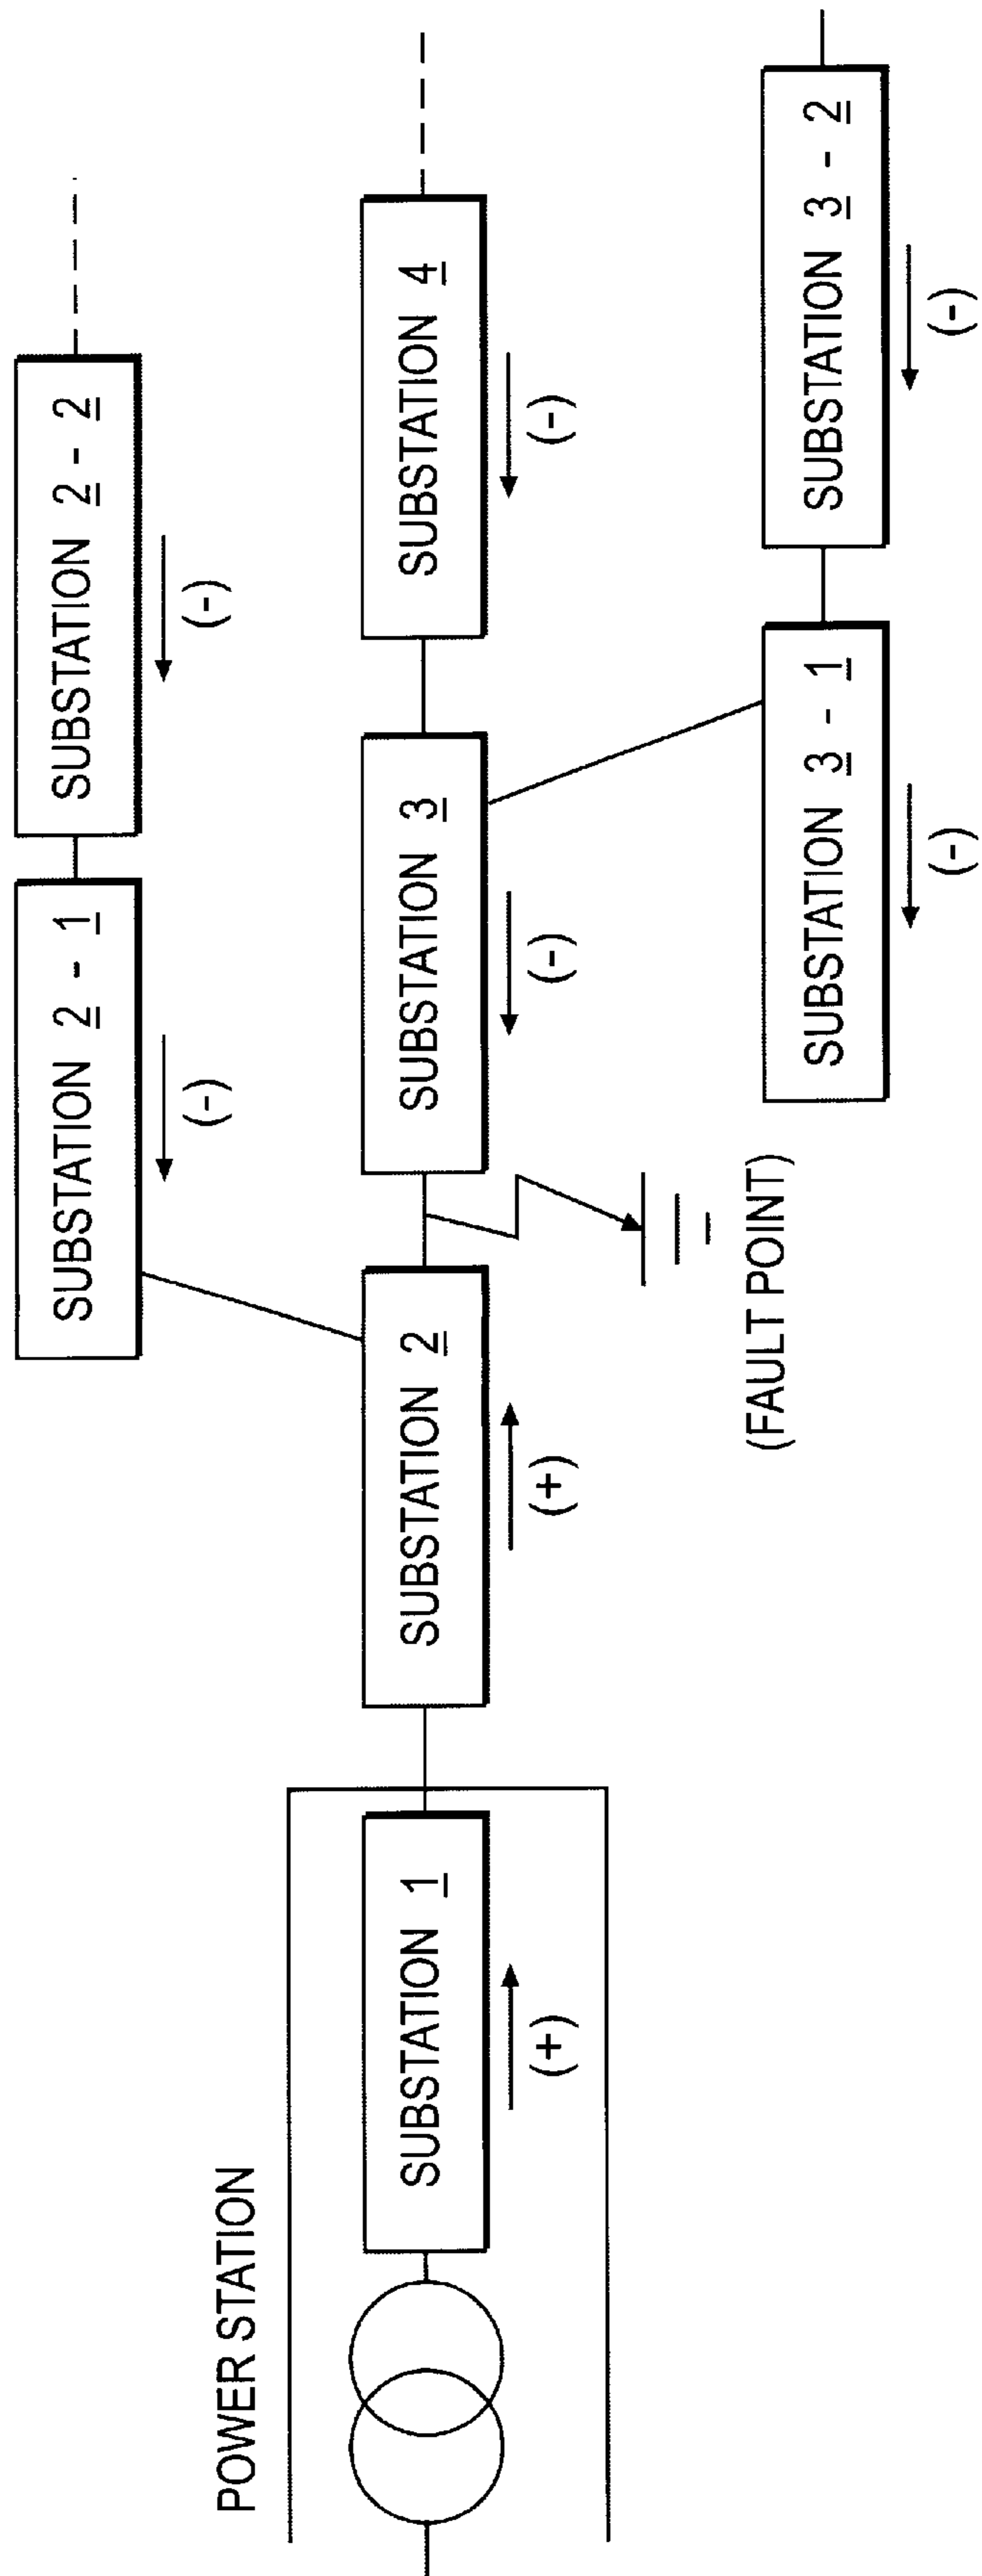 SUBSTATION 2 - 1
(-)
SUBSTATION 2 - 2
(-)
POWER STATION
SUBSTATION 1
(+)
SUBSTATION 2
(+)
SUBSTATION 3
(-)
SUBSTATION 4
(-)
(FAULT POINT)
SUBSTATION 3 - 1
(-)
SUBSTATION 3 - 2
(-)